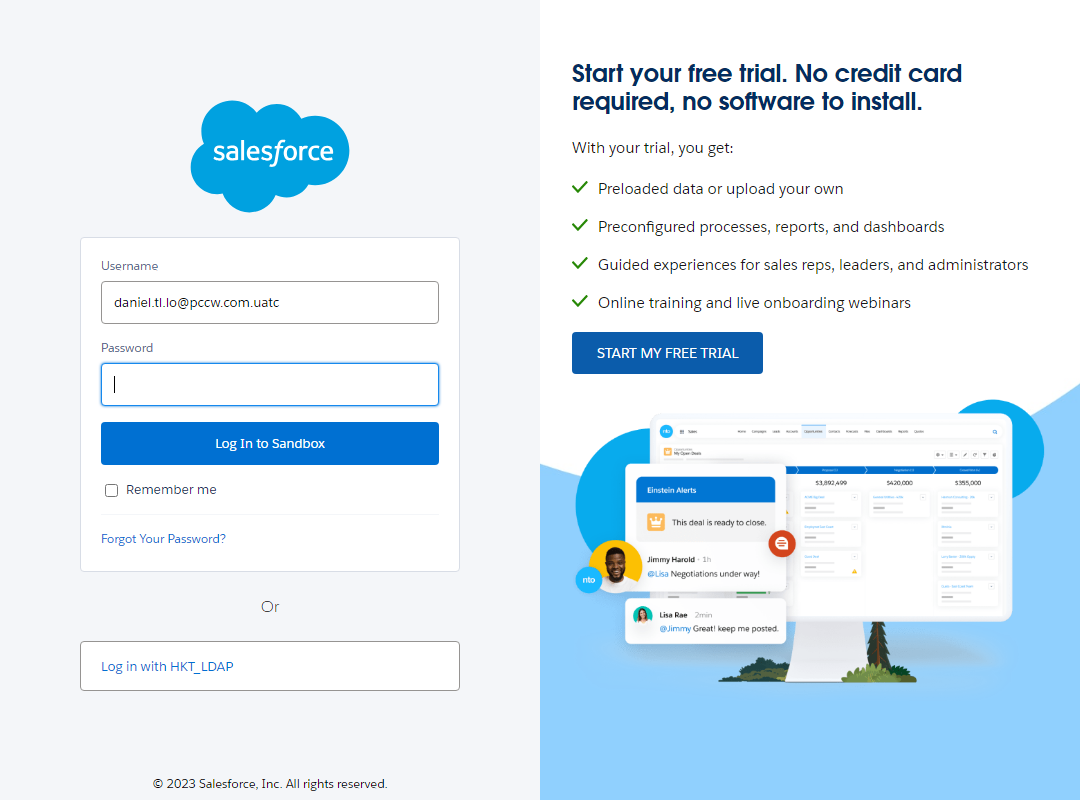 salesforce
Username
daniel.tl.lo@pccw.com.uatc
Password
Log In to Sandbox
Remember me
Forgot Your Password?
Or
Log in with HKT_LDAP
© 2023 Salesforce, Inc. All rights reserved.
Start your free trial. No credit card
required, no software to install.
With your trial, you get:
Preloaded data or upload your own
Preconfigured processes, reports, and dashboards
Guided experiences for sales reps, leaders, and administrators
Online training and live onboarding webinars
START MY FREE TRIAL
nto
Sales
My Open Deals
$3,892,499
$420,000
$355,000
Einstein Alerts
This deal is ready to close.
Jimmy Harold · 1h
@Lisa Negotiations under way!
nto
Lisa Rae 2min
@Jimmy Great! keep me posted.